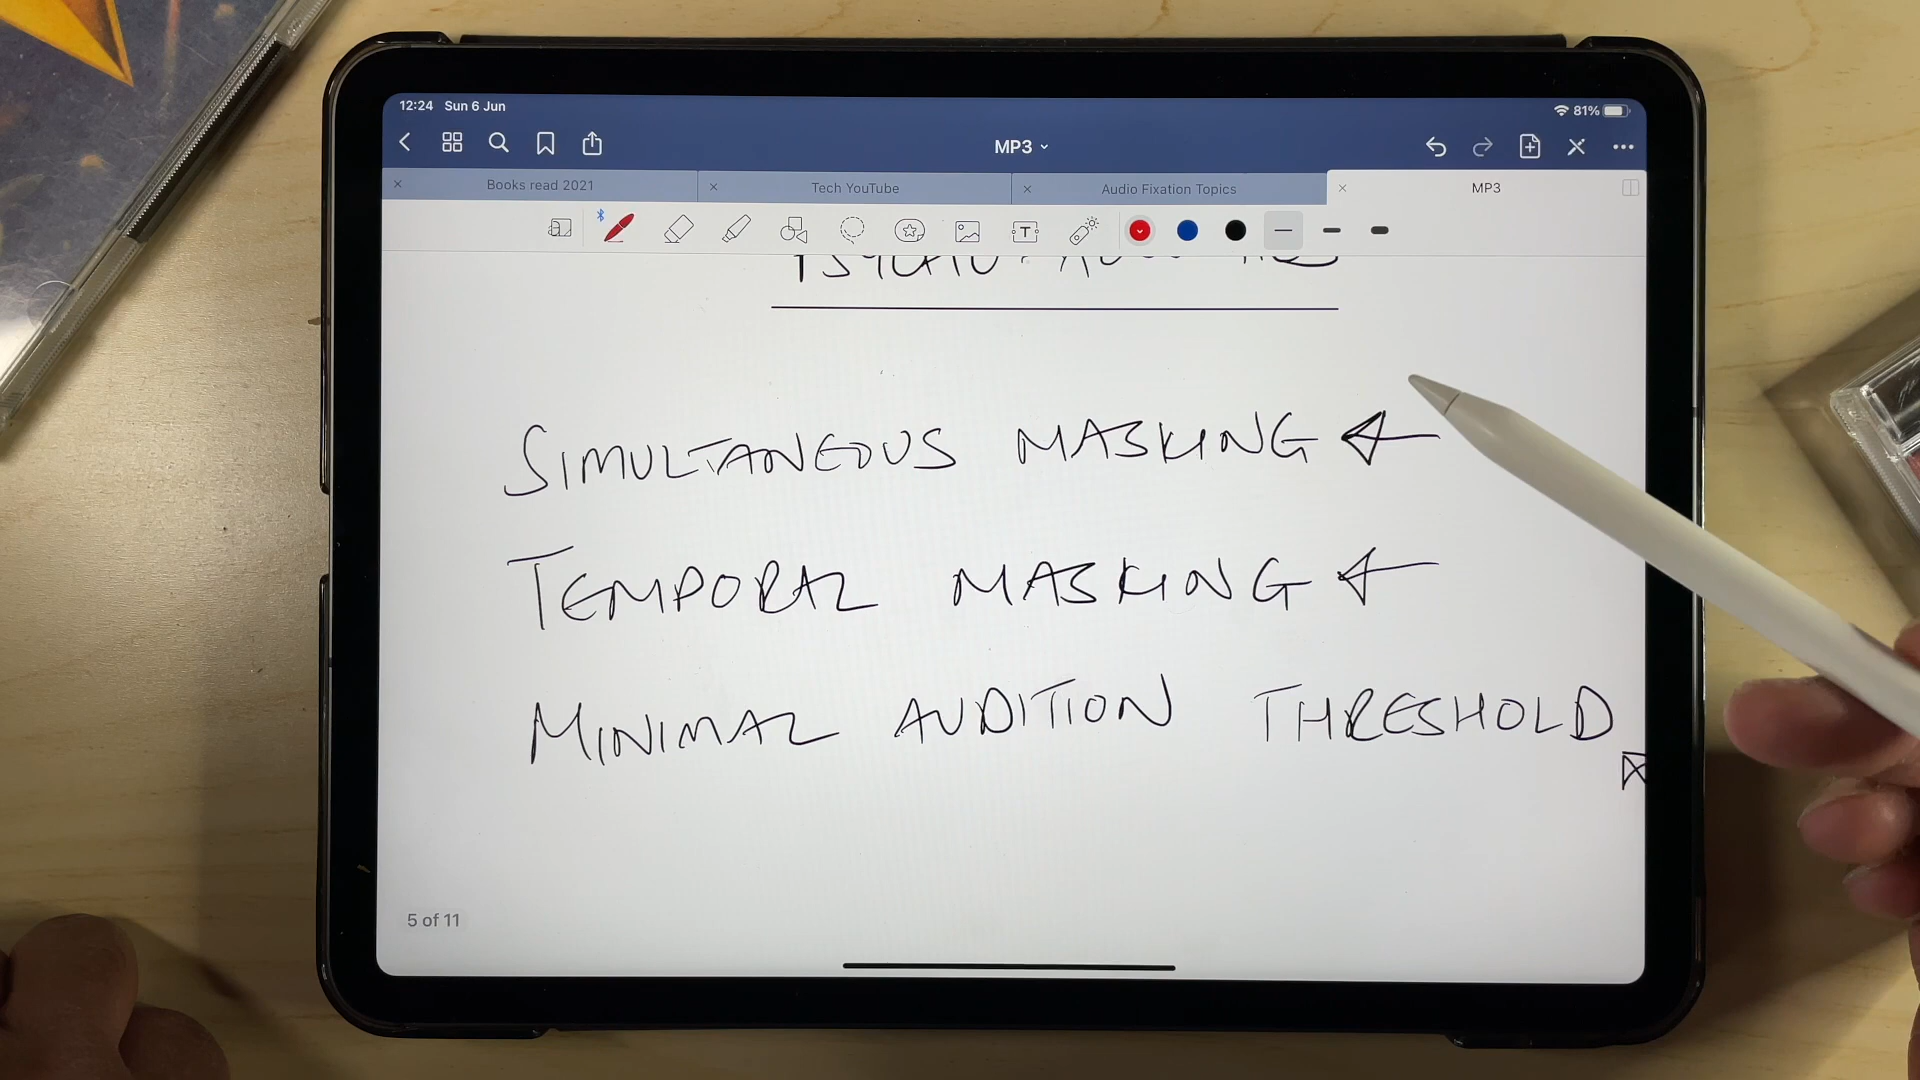 12:24 Sun 6 Jun 81%
MP3
Books read 2021 Tech YouTube Audio Fixation Topics MP3
T
SIMULTANEOUS MASKING
TEMPORAL MASKING
MINIMAL AUDITION THRESHOLD
5 of 11